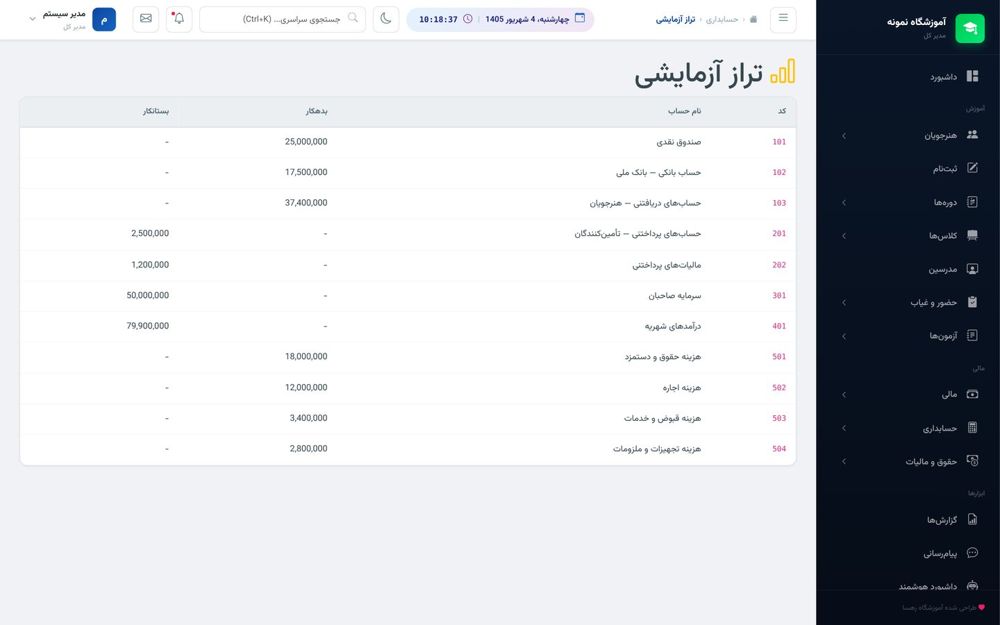 آموزشگاه نمونه
مدیر کل
داشبورد
آموزش
هنرجویان
ثبت‌نام
دوره‌ها
کلاس‌ها
مدرسین
حضور و غیاب
آزمون‌ها
مالی
مالی
حسابداری
حقوق و مالیات
ابزارها
گزارش‌ها
پیام‌رسانی
داشبورد هوشمند
طراحی شده آموزشگاه رهسا
حسابداری ‹ تراز آزمایشی
چهارشنبه، 4 شهریور 1405 | 10:18:37
جستجوی سراسری... (Ctrl+K)
م
مدیر سیستم
مدیر کل
تراز آزمایشی
کد نام حساب بدهکار بستانکار
101 صندوق نقدی 25,000,000 -
102 حساب بانکی — بانک ملی 17,500,000 -
103 حساب‌های دریافتنی — هنرجویان 37,400,000 -
201 حساب‌های پرداختنی — تأمین‌کنندگان - 2,500,000
202 مالیات‌های پرداختنی - 1,200,000
301 سرمایه صاحبان - 50,000,000
401 درآمدهای شهریه - 79,900,000
501 هزینه حقوق و دستمزد 18,000,000 -
502 هزینه اجاره 12,000,000 -
503 هزینه قبوض و خدمات 3,400,000 -
504 هزینه تجهیزات و ملزومات 2,800,000 -